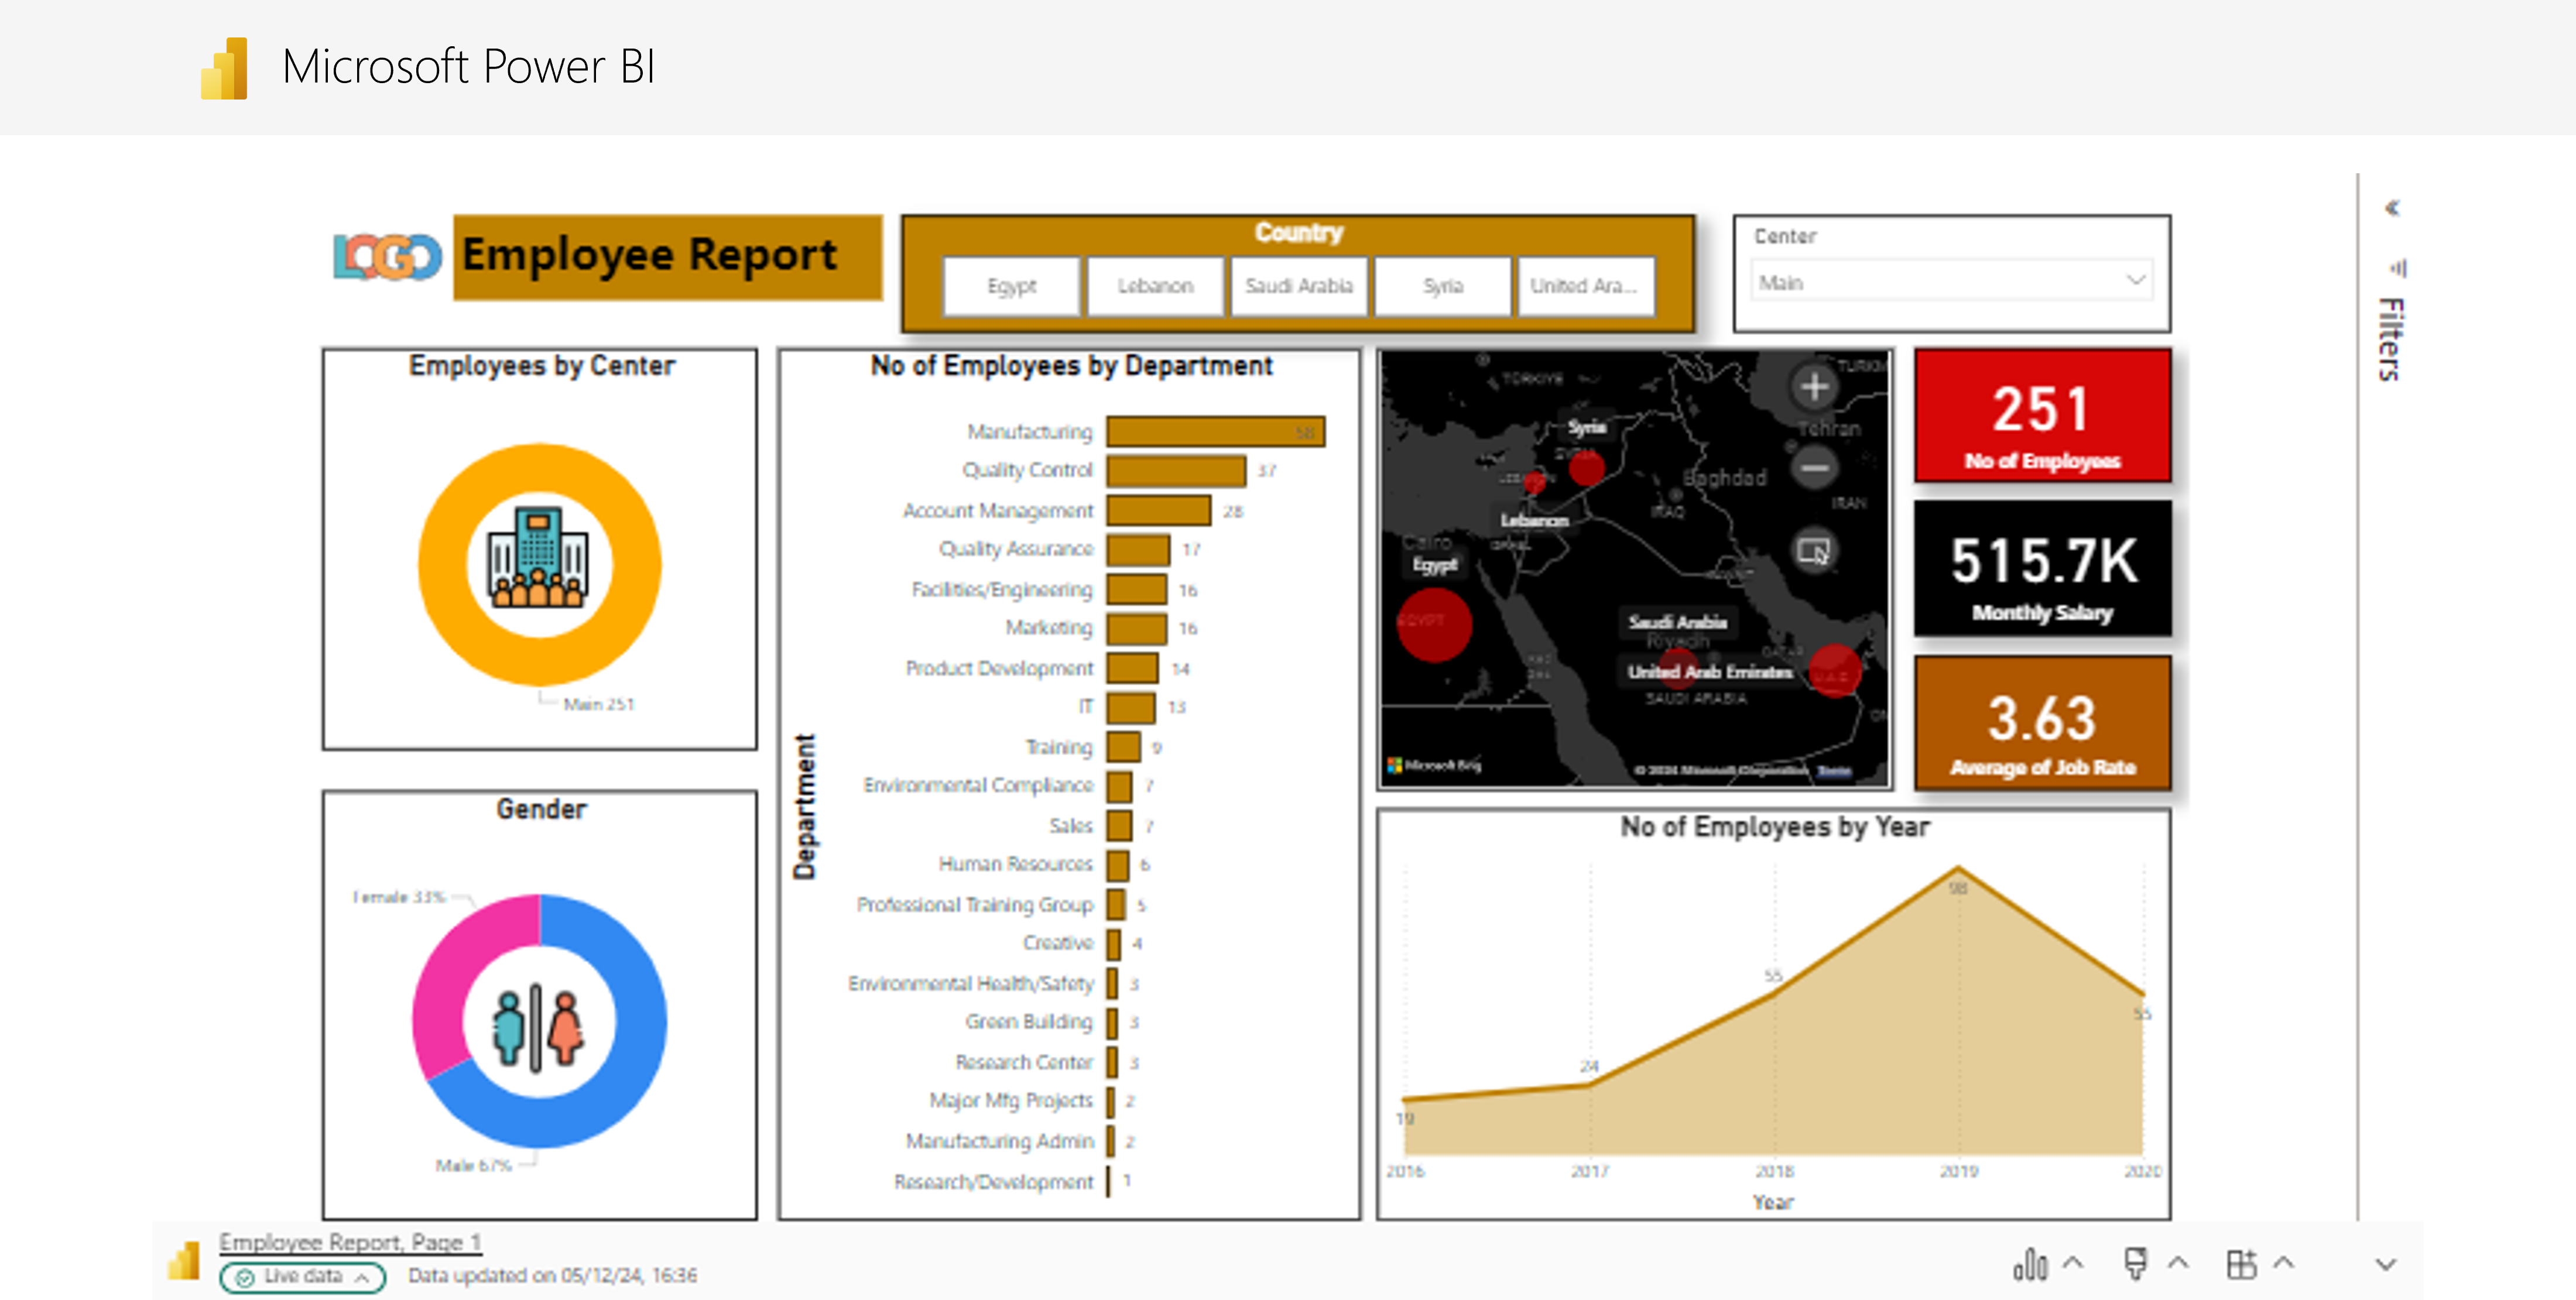 Microsoft Power BI
LOGO
Employee Report
Country
Egypt
Lebanon
Saudi Arabia
Syria
United Ara...
Center
Main
Filters
Employees by Center
Main 251
Gender
Female 33%
Male 67%
No of Employees by Department
Department
Manufacturing 58
Quality Control 37
Account Management 28
Quality Assurance 17
Facilities/Engineering 16
Marketing 16
Product Development 14
IT 13
Training 9
Environmental Compliance 7
Sales 7
Human Resources 6
Professional Training Group 5
Creative 4
Environmental Health/Safety 3
Green Building 3
Research Center 3
Major Mfg Projects 2
Manufacturing Admin 2
Research/Development 1
TÜRKIYE
Tehran
Syria
SYRIA
Baghdad
IRAQ
IRAN
Lebanon
Cairo
Egypt
EGYPT
Saudi Arabia
Riyadh
QATAR
United Arab Emirates
U.A.E.
SAUDI ARABIA
Microsoft Bing
© 2024 Microsoft Corporation Terms
251
No of Employees
515.7K
Monthly Salary
3.63
Average of Job Rate
No of Employees by Year
19
24
55
98
55
2016
2017
2018
2019
2020
Year
Employee Report, Page 1
Live data
Data updated on 05/12/24, 16:36